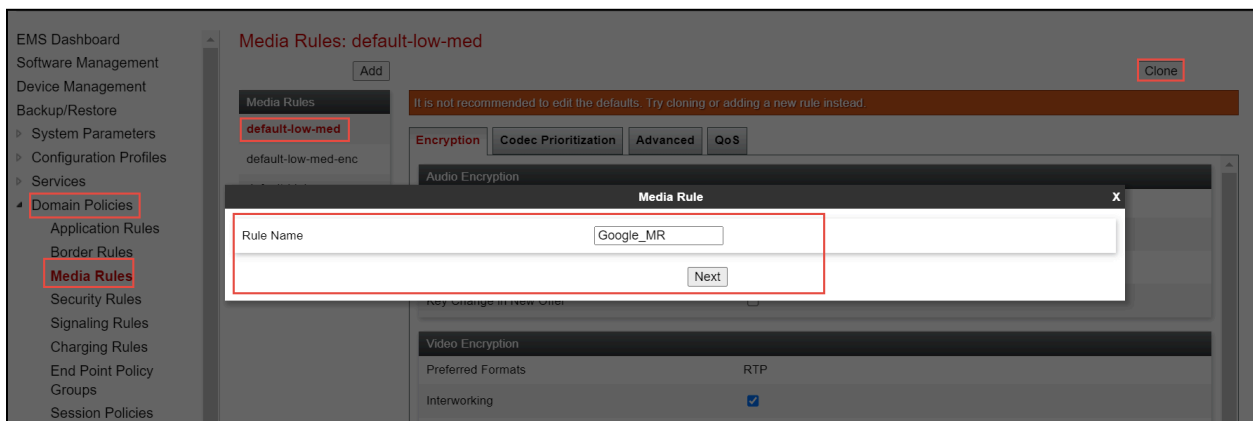 EMS Dashboard
Software Management
Device Management
Backup/Restore
System Parameters
Configuration Profiles
Services
Domain Policies
Application Rules
Border Rules
Media Rules
Security Rules
Signaling Rules
Charging Rules
End Point Policy
Groups
Session Policies
Media Rules: default-low-med
Add
Clone
Media Rules
default-low-med
default-low-med-enc
It is not recommended to edit the defaults. Try cloning or adding a new rule instead.
Encryption Codec Prioritization Advanced QoS
Audio Encryption
Media Rule X
Rule Name Google_MR
Next
Key Change in New Offer
Video Encryption
Preferred Formats RTP
Interworking